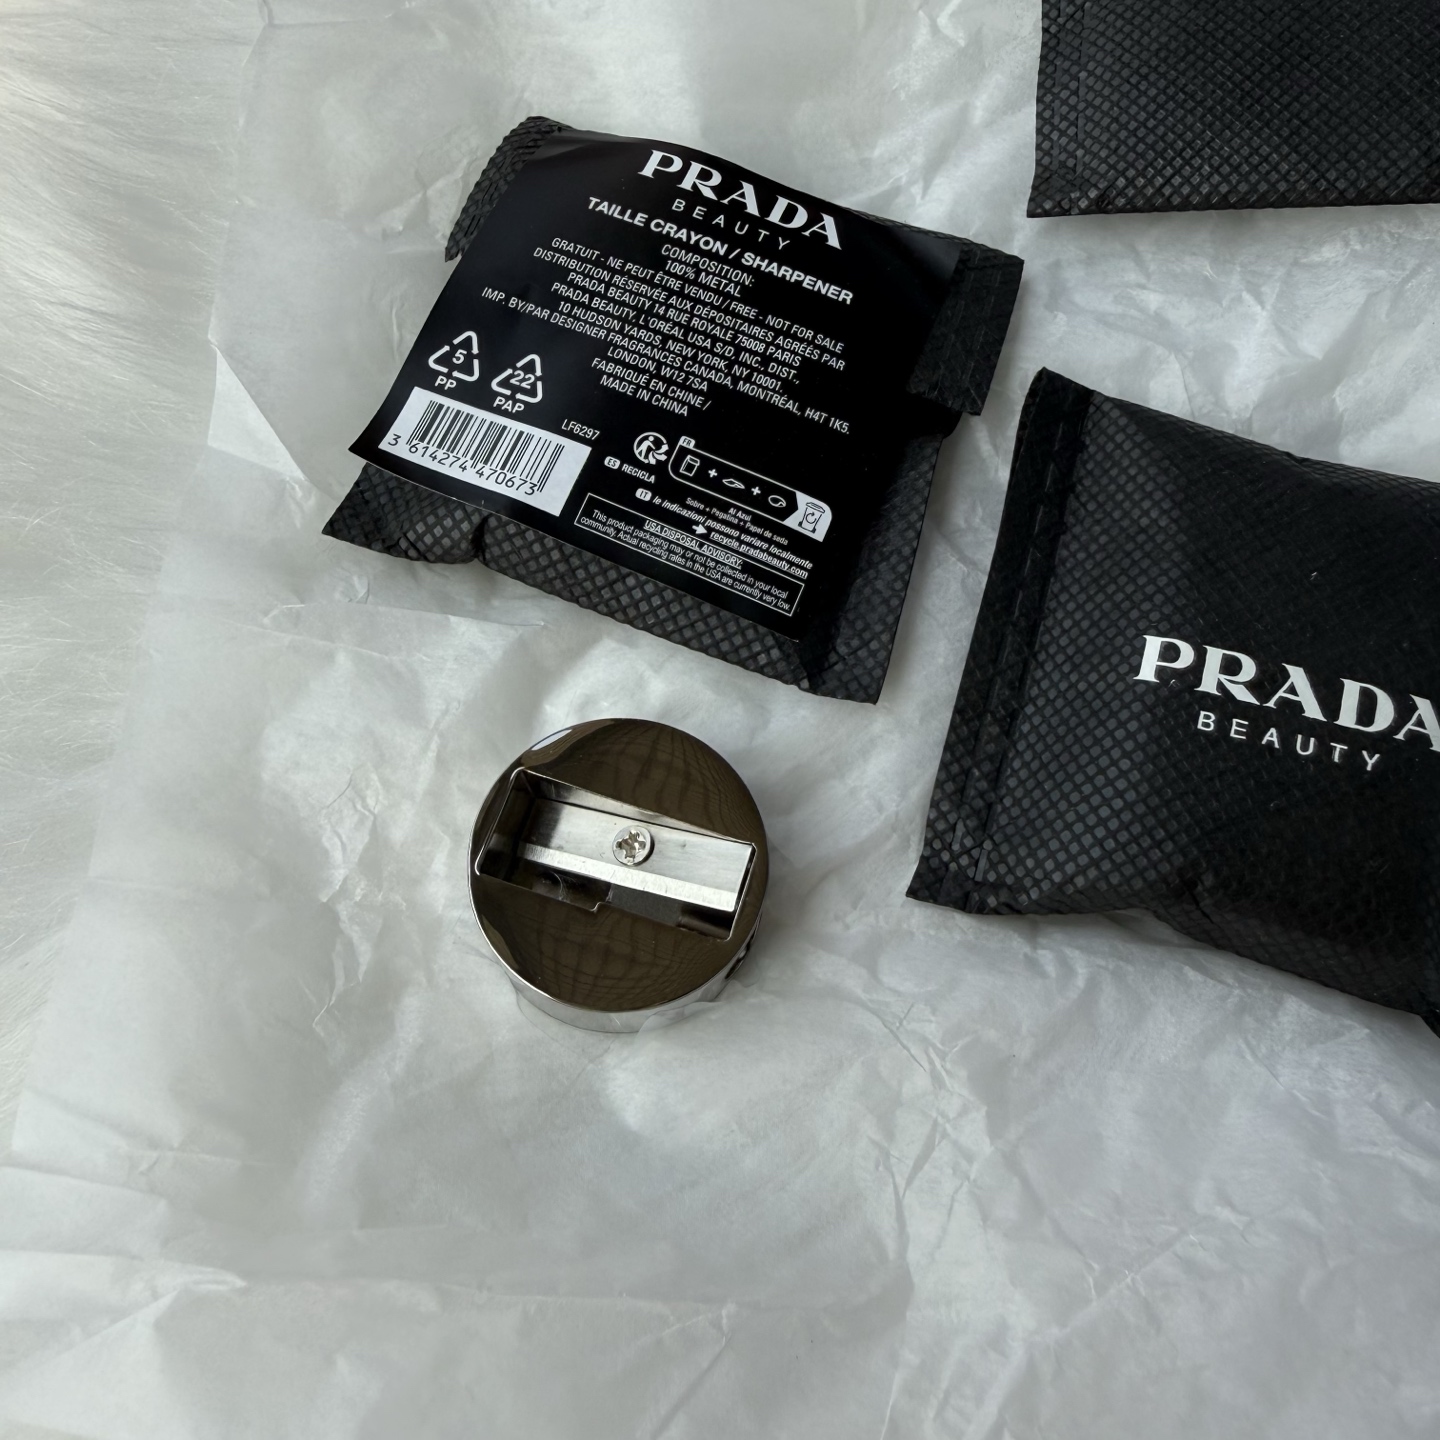 PRADA
BEAUTY
TAILLE CRAYON / SHARPENER
COMPOSITION:
100% METAL
GRATUIT - NE PEUT ÊTRE VENDU / FREE - NOT FOR SALE
DISTRIBUTION RÉSERVÉE AUX DÉPOSITAIRES AGRÉÉS PAR
PRADA BEAUTY 14 RUE ROYALE 75008 PARIS
PRADA BEAUTY, L'ORÉAL USA S/D, INC., DIST.,
10 HUDSON YARDS, NEW YORK, NY 10001.
IMP. BY/PAR DESIGNER FRAGRANCES CANADA, MONTRÉAL, H4T 1K5.
LONDON, W12 7SA
FABRIQUÉ EN CHINE /
MADE IN CHINA
5
PP
22
PAP
LF6297
3 614274 470673
FR
ES RECICLA
Al Azul
Sobre + Pegatina + Papel de seda
IT le indicazioni possono variare localmente
recycle.pradabeauty.com
USA DISPOSAL ADVISORY:
This product packaging may or not be collected in your local
community. Actual recycling rates in the USA are currently very low.
PRADA
BEAUTY